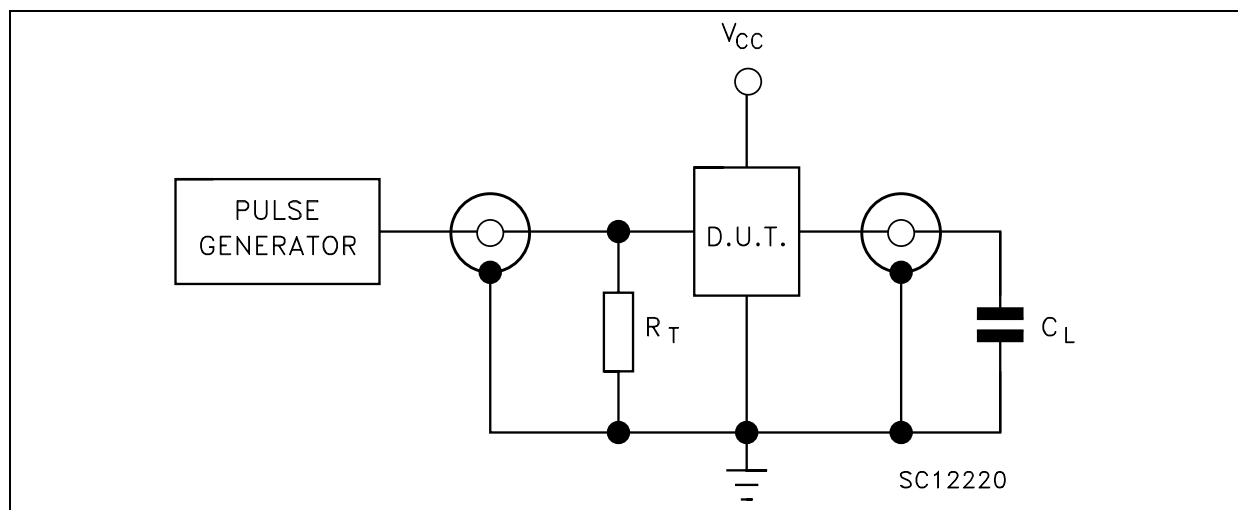 VCC
PULSE
GENERATOR
D.U.T.
RT
CL
SC12220